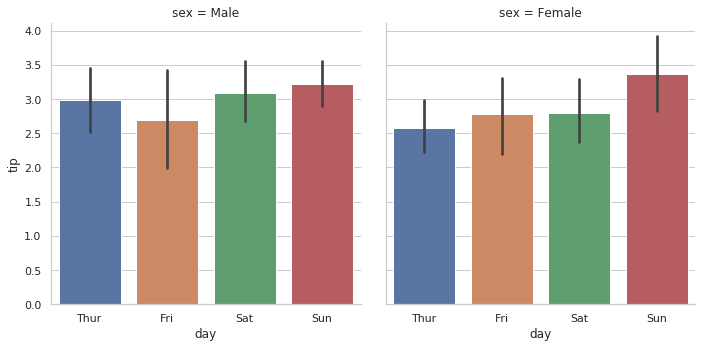 sex = Male
sex = Female
4.0
3.5
3.0
2.5
2.0
1.5
1.0
0.5
0.0
tip
Thur Fri Sat Sun
Thur Fri Sat Sun
day
day